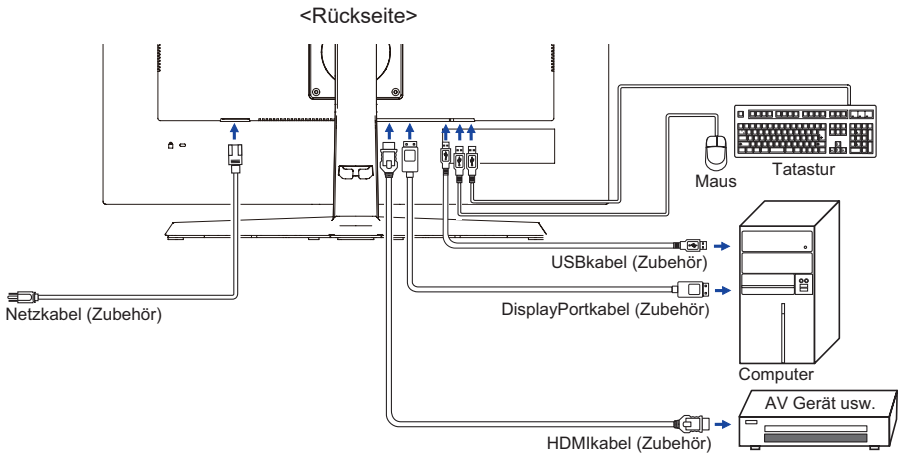 <Rückseite>
Maus
Tatastur
USBkabel (Zubehör)
Netzkabel (Zubehör)
DisplayPortkabel (Zubehör)
Computer
AV Gerät usw.
HDMIkabel (Zubehör)